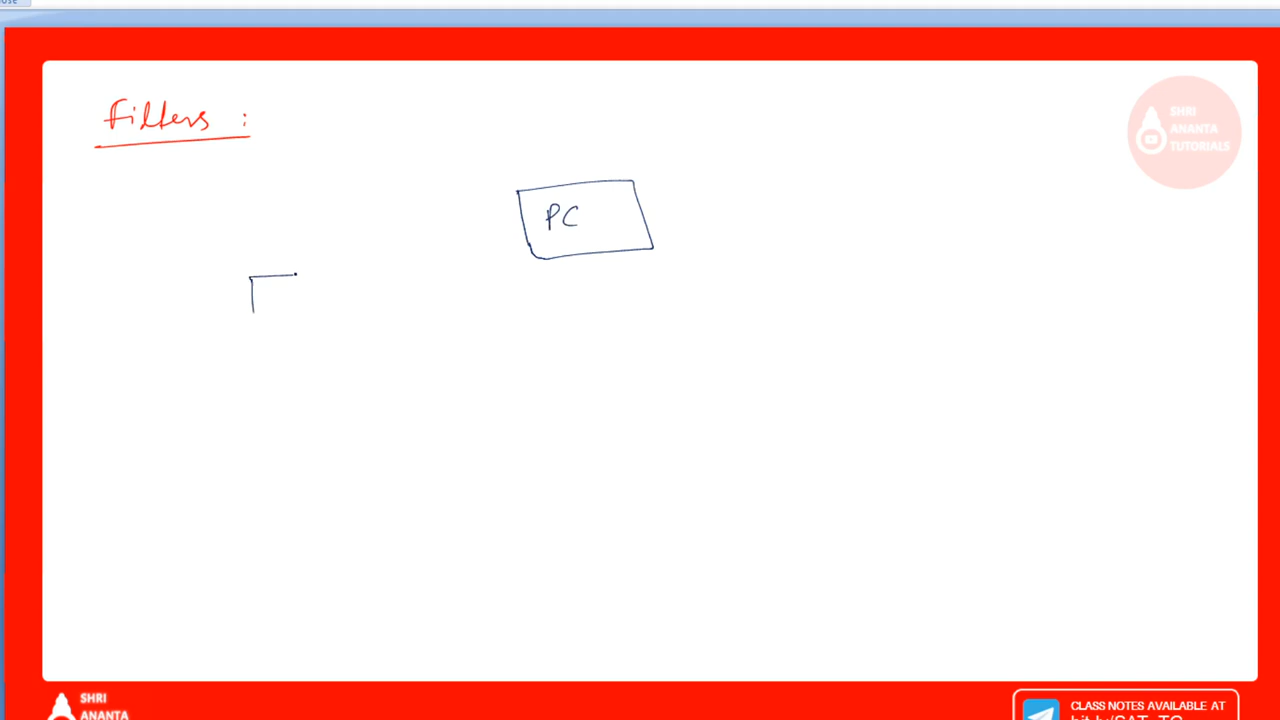 Filters :
SHRI
ANANTA
TUTORIALS
PC
SHRI
ANANTA
CLASS NOTES AVAILABLE AT